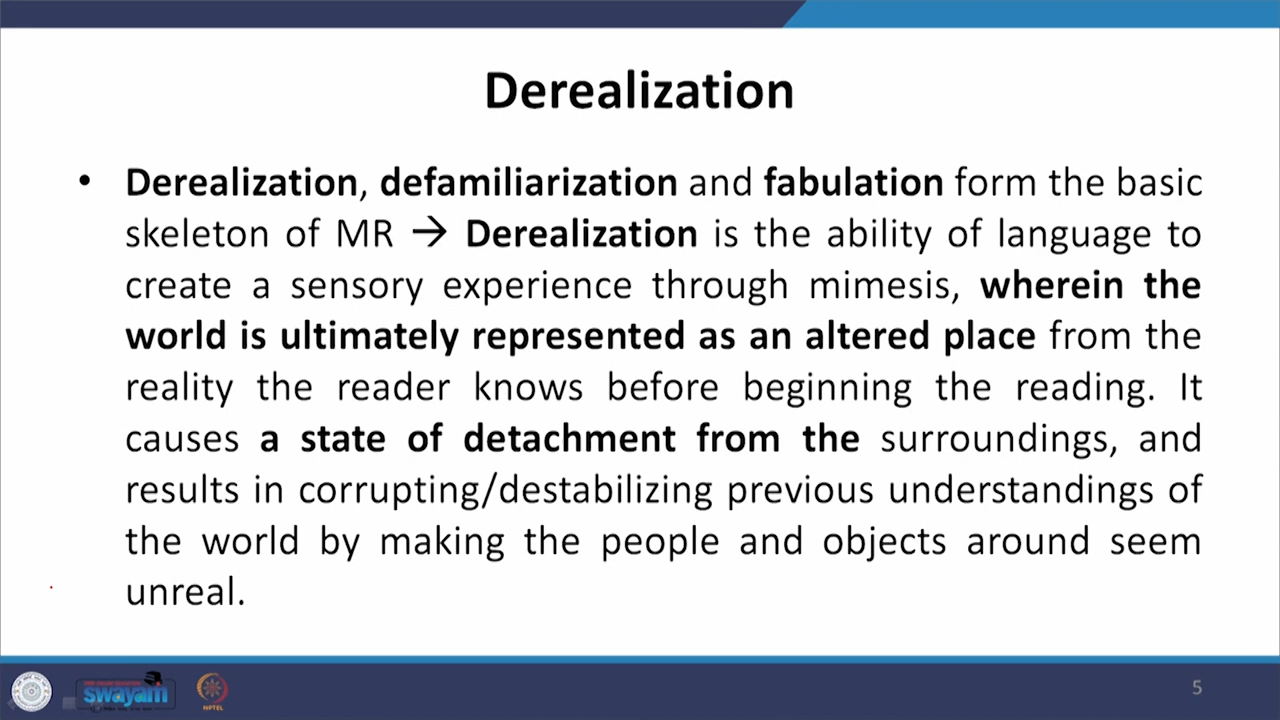 Derealization
• Derealization, defamiliarization and fabulation form the basic
skeleton of MR → Derealization is the ability of language to
create a sensory experience through mimesis, wherein the
world is ultimately represented as an altered place from the
reality the reader knows before beginning the reading. It
causes a state of detachment from the surroundings, and
results in corrupting/destabilizing previous understandings of
the world by making the people and objects around seem
unreal.
swayam
NPTEL
5